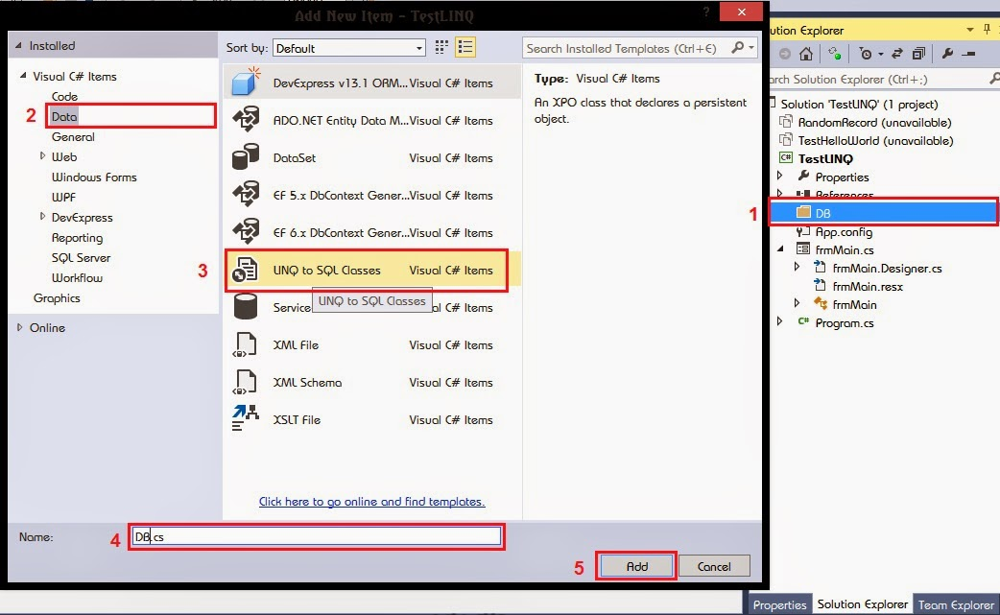 Add New Item - TestLINQ
?
Installed
Visual C# Items
Code
2 Data
General
Web
Windows Forms
WPF
DevExpress
Reporting
SQL Server
Workflow
Graphics
Online
Sort by: Default
Search Installed Templates (Ctrl+E)
DevExpress v13.1 ORM... Visual C# Items
ADO.NET Entity Data M... Visual C# Items
DataSet Visual C# Items
EF 5.x DbContext Gener... Visual C# Items
EF 6.x DbContext Gener... Visual C# Items
3 LINQ to SQL Classes Visual C# Items
LINQ to SQL Classes
Service al C# Items
XML File Visual C# Items
XML Schema Visual C# Items
XSLT File Visual C# Items
Click here to go online and find templates.
Type: Visual C# Items
An XPO class that declares a persistent
object.
Name: 4 DB.cs
5 Add Cancel
ution Explorer
arch Solution Explorer (Ctrl+;)
Solution 'TestLINQ' (1 project)
RandomRecord (unavailable)
TestHelloWorld (unavailable)
C# TestLINQ
Properties
References
1 DB
App.config
frmMain.cs
frmMain.Designer.cs
frmMain.resx
frmMain
C# Program.cs
Properties Solution Explorer Team Explorer